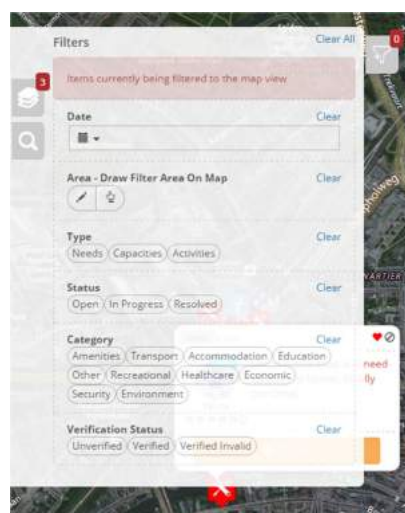 Filters Clear All
0
Items currently being filtered to the map view
3
Date Clear
Area - Draw Filter Area On Map Clear
Type Clear
Needs Capacities Activities
Status Clear
Open In Progress Resolved
Category Clear
Amenities Transport Accommodation Education
need
Other Recreational Healthcare Economic
Security Environment
Verification Status Clear
Unverified Verified Verified Invalid